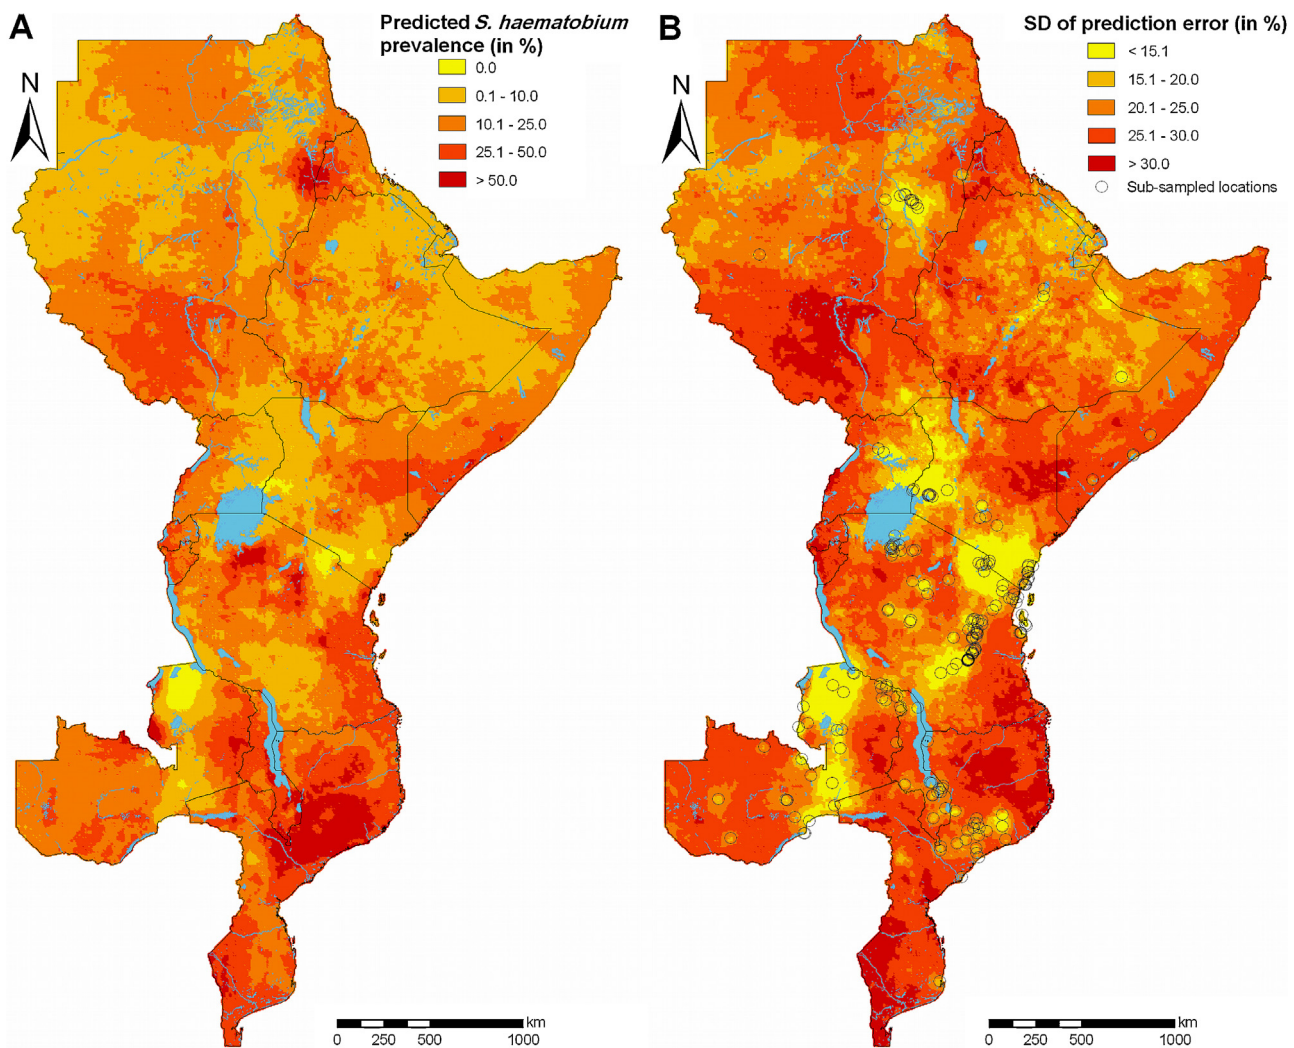 A
Predicted S. haematobium
prevalence (in %)
0.0
0.1 - 10.0
10.1 - 25.0
25.1 - 50.0
> 50.0
N
km
0 250 500 1000
B
SD of prediction error (in %)
< 15.1
15.1 - 20.0
20.1 - 25.0
25.1 - 30.0
> 30.0
Sub-sampled locations
N
km
0 250 500 1000